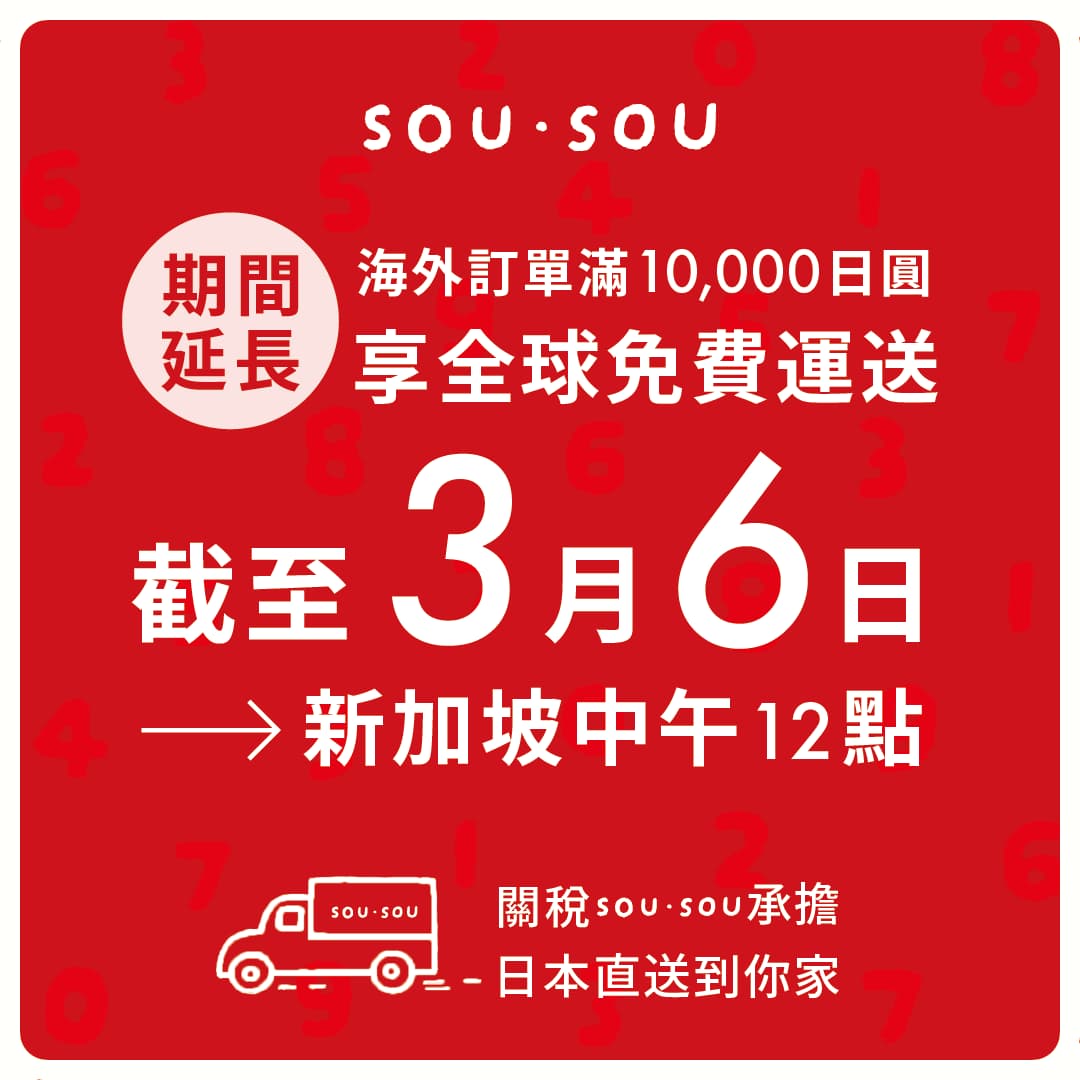 SOU・SOU
期間
延長
海外訂單滿10,000日圓
享全球免費運送
截至3月6日
→新加坡中午12點
SOU・SOU
關稅SOU・SOU承擔
日本直送到你家